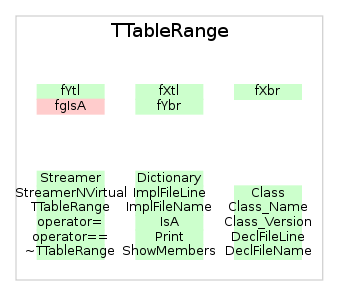 TTableRange
fYtl
fgIsA
fXtl
fYbr
fXbr
Streamer
StreamerNVirtual
TTableRange
operator=
operator==
~TTableRange
Dictionary
ImplFileLine
ImplFileName
IsA
Print
ShowMembers
Class
Class_Name
Class_Version
DeclFileLine
DeclFileName